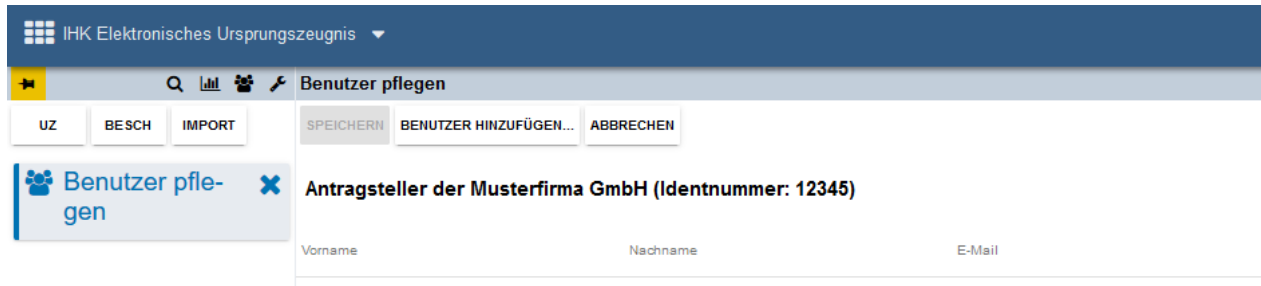 IHK Elektronisches Ursprungszeugnis
Benutzer pflegen
UZ BESCH IMPORT SPEICHERN BENUTZER HINZUFÜGEN... ABBRECHEN
Benutzer pfle-
gen
Antragsteller der Musterfirma GmbH (Identnummer: 12345)
Vorname Nachname E-Mail